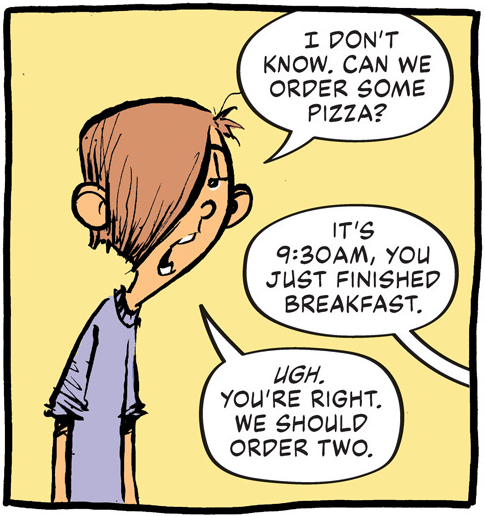 I DON'T
KNOW. CAN WE
ORDER SOME
PIZZA?
IT'S
9:30AM, YOU
JUST FINISHED
BREAKFAST.
UGH.
YOU'RE RIGHT.
WE SHOULD
ORDER TWO.